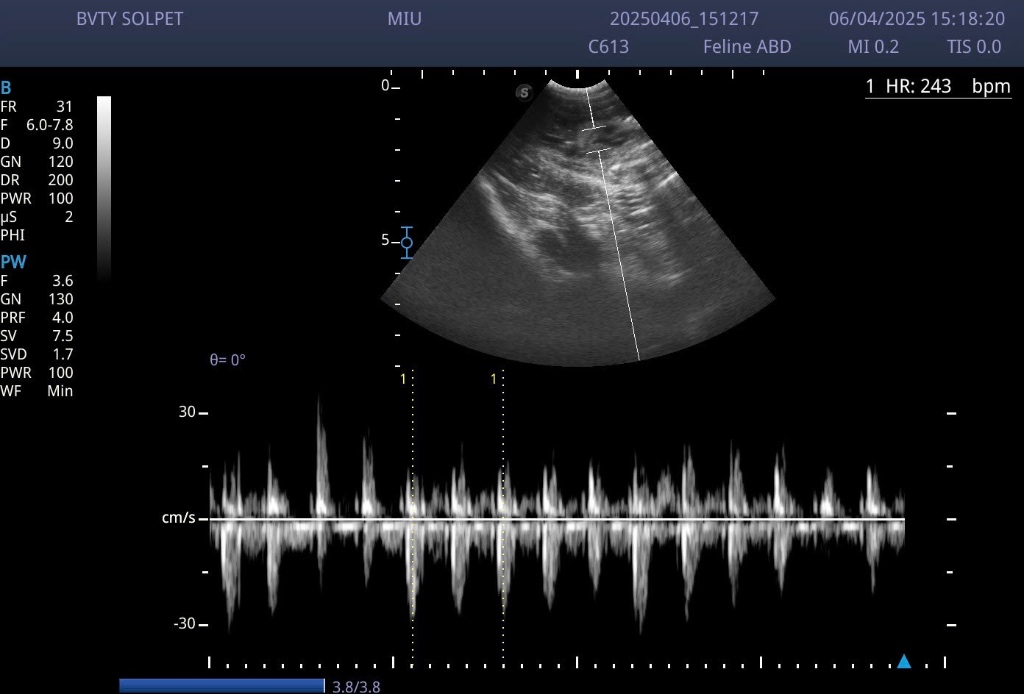 BVTY SOLPET MIU 20250406_151217 06/04/2025 15:18:20
C613 Feline ABD MI 0.2 TIS 0.0
1 HR: 243 bpm
B
FR 31
F 6.0-7.8
D 9.0
GN 120
DR 200
PWR 100
µS 2
PHI
PW
F 3.6
GN 130
PRF 4.0
SV 7.5
SVD 1.7
PWR 100
WF Min
0
S
5
θ= 0°
1 1
30
cm/s
-30
3.8/3.8